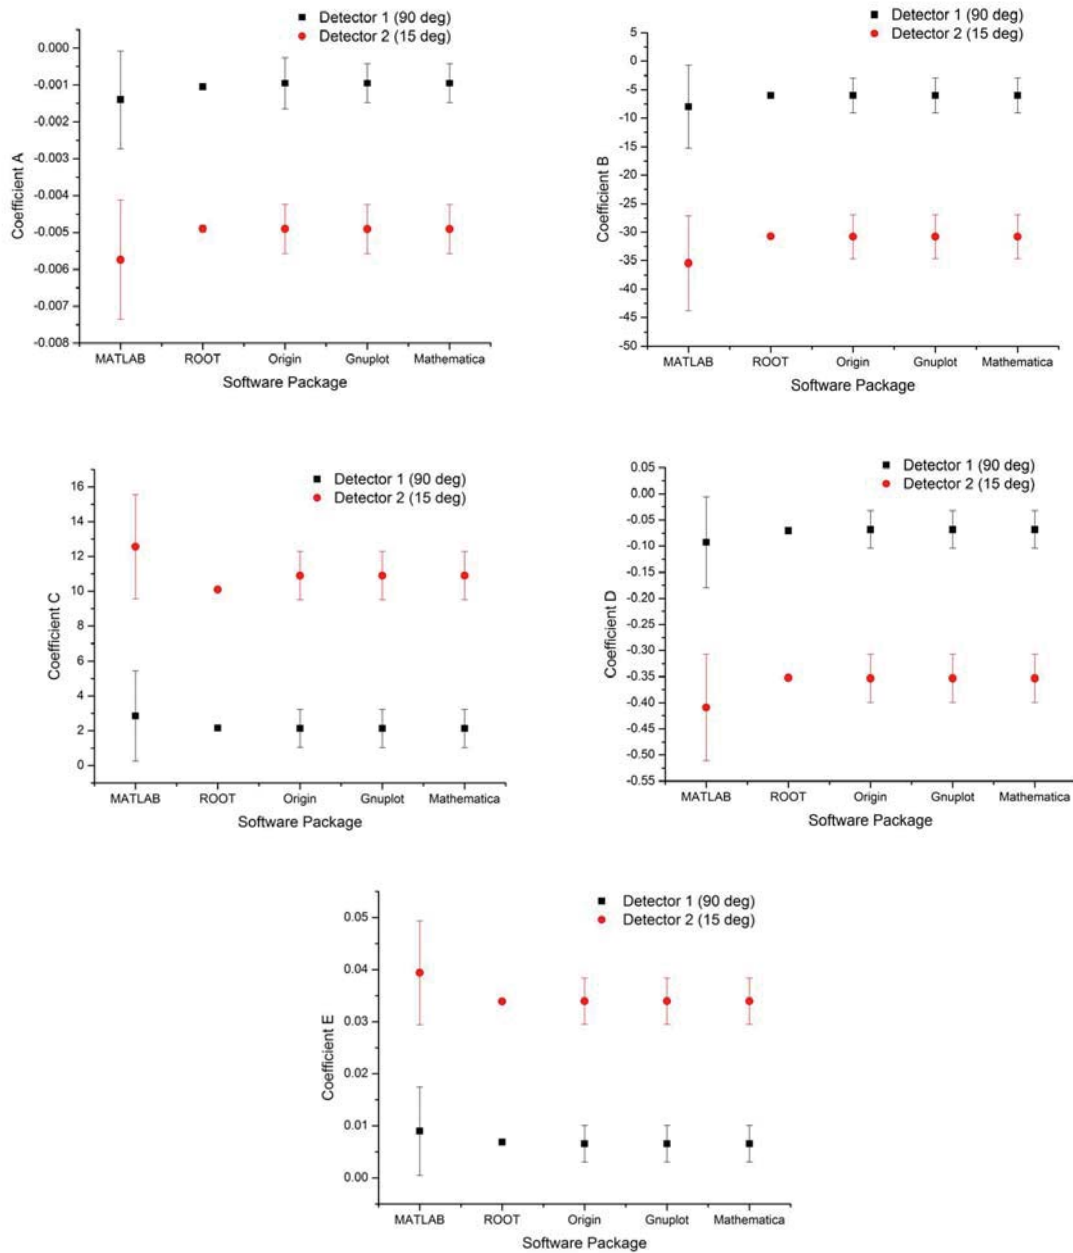 Detector 1 (90 deg)
Detector 2 (15 deg)
0.000
-0.001
-0.002
-0.003
-0.004
-0.005
-0.006
-0.007
-0.008
Coefficient A
MATLAB ROOT Origin Gnuplot Mathematica
Software Package
Detector 1 (90 deg)
Detector 2 (15 deg)
5
0
-5
-10
-15
-20
-25
-30
-35
-40
-45
-50
Coefficient B
MATLAB ROOT Origin Gnuplot Mathematica
Software Package
Detector 1 (90 deg)
Detector 2 (15 deg)
16
14
12
10
8
6
4
2
0
Coefficient C
MATLAB ROOT Origin Gnuplot Mathematica
Software Package
Detector 1 (90 deg)
Detector 2 (15 deg)
0.05
0.00
-0.05
-0.10
-0.15
-0.20
-0.25
-0.30
-0.35
-0.40
-0.45
-0.50
-0.55
Coefficient D
MATLAB ROOT Origin Gnuplot Mathematica
Software Package
Detector 1 (90 deg)
Detector 2 (15 deg)
0.05
0.04
0.03
0.02
0.01
0.00
Coefficient E
MATLAB ROOT Origin Gnuplot Mathematica
Software Package